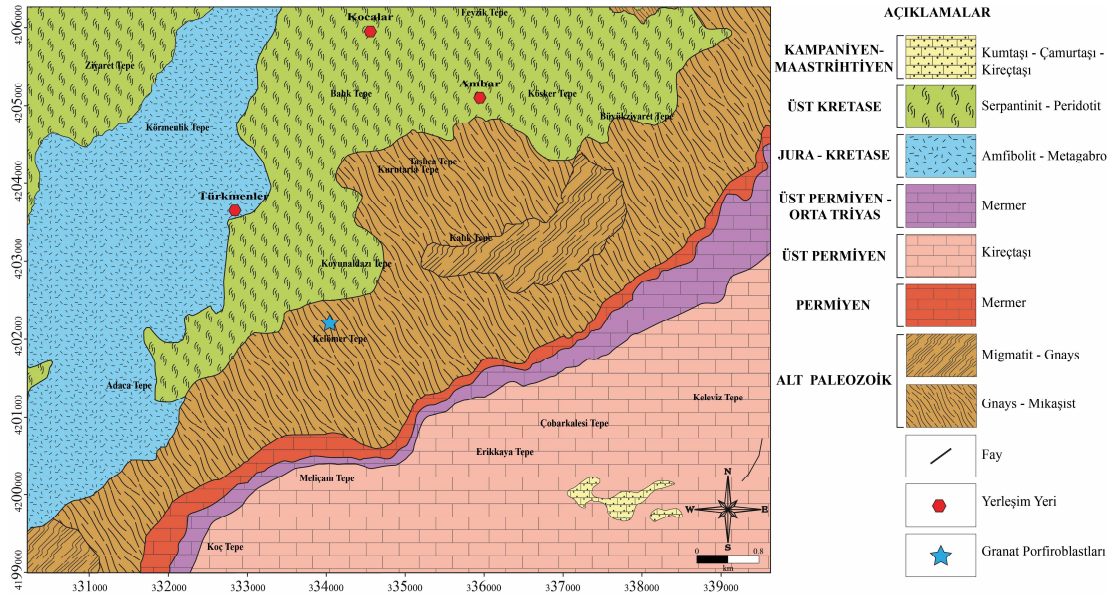 4206000
4205000
4204000
4203000
4202000
4201000
4200000
4199000
Kocalar
Feyzik Tepe
Ziyaret Tepe
Balık Tepe
Ambar
Kösker Tepe
Körmenlik Tepe
Büyükziyaret Tepe
Taşlıca Tepe
Kurutarla Tepe
Türkmenler
Kalık Tepe
Koyunaldazı Tepe
Kelömer Tepe
Adaca Tepe
Keleviz Tepe
Çobarkalesi Tepe
Erikkaya Tepe
Meliçam Tepe
Koç Tepe
N
W
E
S
0
0.8
km
331000
332000
333000
334000
335000
336000
337000
338000
339000
AÇIKLAMALAR
KAMPANİYEN-
MAASTRİHTİYEN
Kumtaşı - Çamurtaşı -
Kireçtaşı
ÜST KRETASE
Serpantinit - Peridotit
JURA - KRETASE
Amfibolit - Metagabro
ÜST PERMİYEN -
ORTA TRİYAS
Mermer
ÜST PERMİYEN
Kireçtaşı
PERMİYEN
Mermer
ALT PALEOZOİK
Migmatit - Gnays
Gnays - Mikaşist
Fay
Yerleşim Yeri
Granat Porfiroblastları